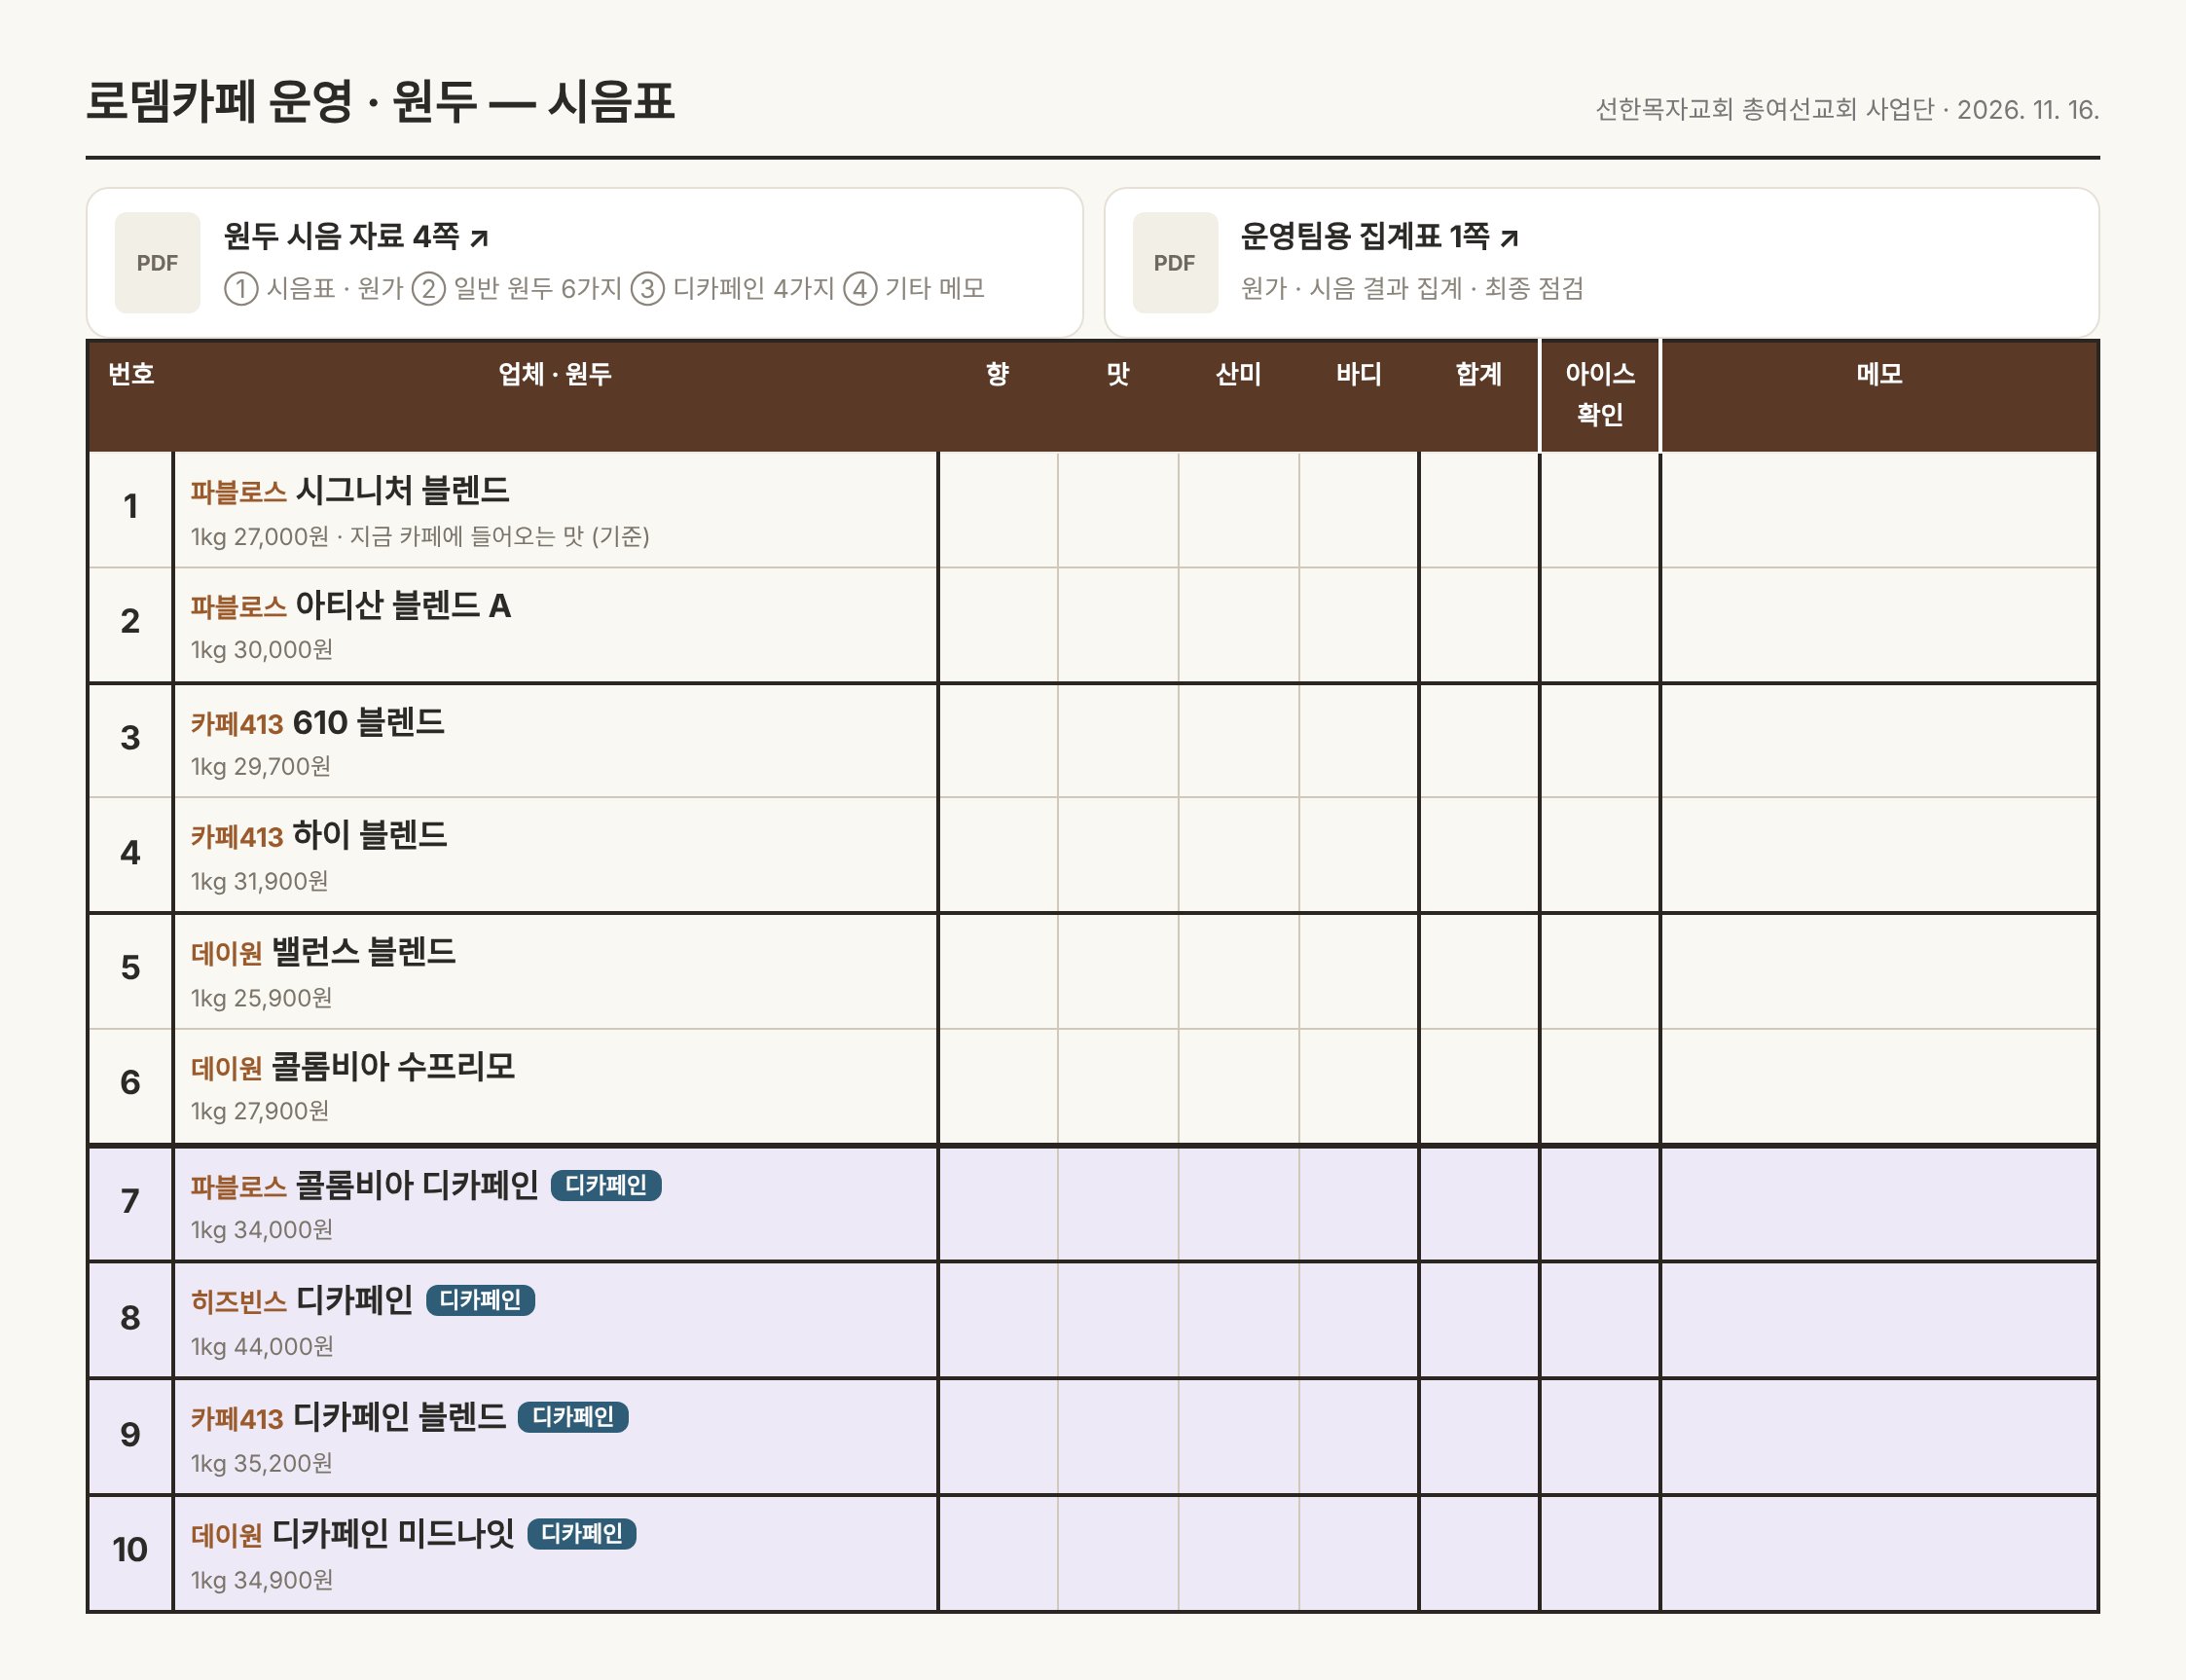 로뎀카페 운영 · 원두 — 시음표
선한목자교회 총여선교회 사업단 · 2026. 11. 16.
PDF
원두 시음 자료 4쪽 ↗
① 시음표 · 원가 ② 일반 원두 6가지 ③ 디카페인 4가지 ④ 기타 메모
PDF
운영팀용 집계표 1쪽 ↗
원가 · 시음 결과 집계 · 최종 점검
번호 업체 · 원두 향 맛 산미 바디 합계 아이스 확인 메모
1 파블로스 시그니처 블렌드
1kg 27,000원 · 지금 카페에 들어오는 맛 (기준)
2 파블로스 아티산 블렌드 A
1kg 30,000원
3 카페413 610 블렌드
1kg 29,700원
4 카페413 하이 블렌드
1kg 31,900원
5 데이원 밸런스 블렌드
1kg 25,900원
6 데이원 콜롬비아 수프리모
1kg 27,900원
7 파블로스 콜롬비아 디카페인 디카페인
1kg 34,000원
8 히즈빈스 디카페인 디카페인
1kg 44,000원
9 카페413 디카페인 블렌드 디카페인
1kg 35,200원
10 데이원 디카페인 미드나잇 디카페인
1kg 34,900원